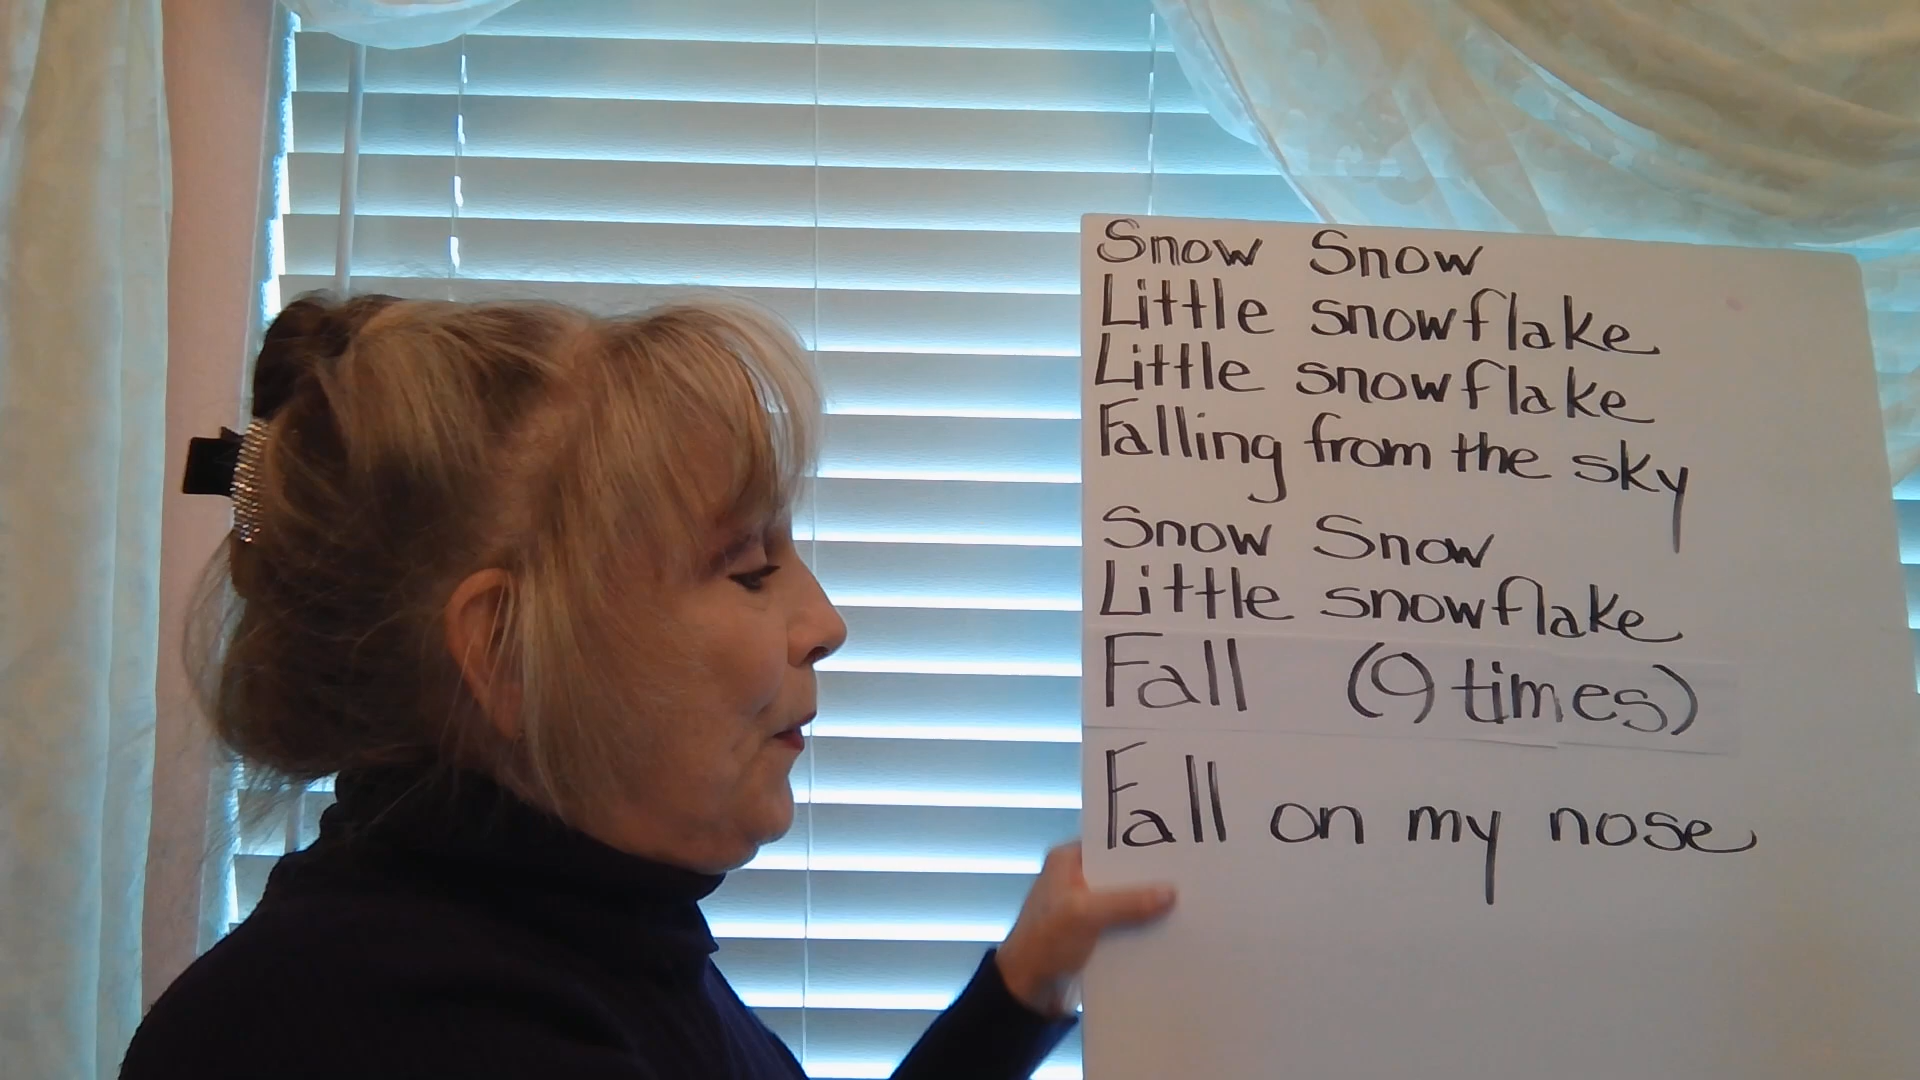 Snow Snow
Little snowflake
Little snowflake
Falling from the sky
Snow Snow
Little snowflake
Fall (9 times)
Fall on my nose